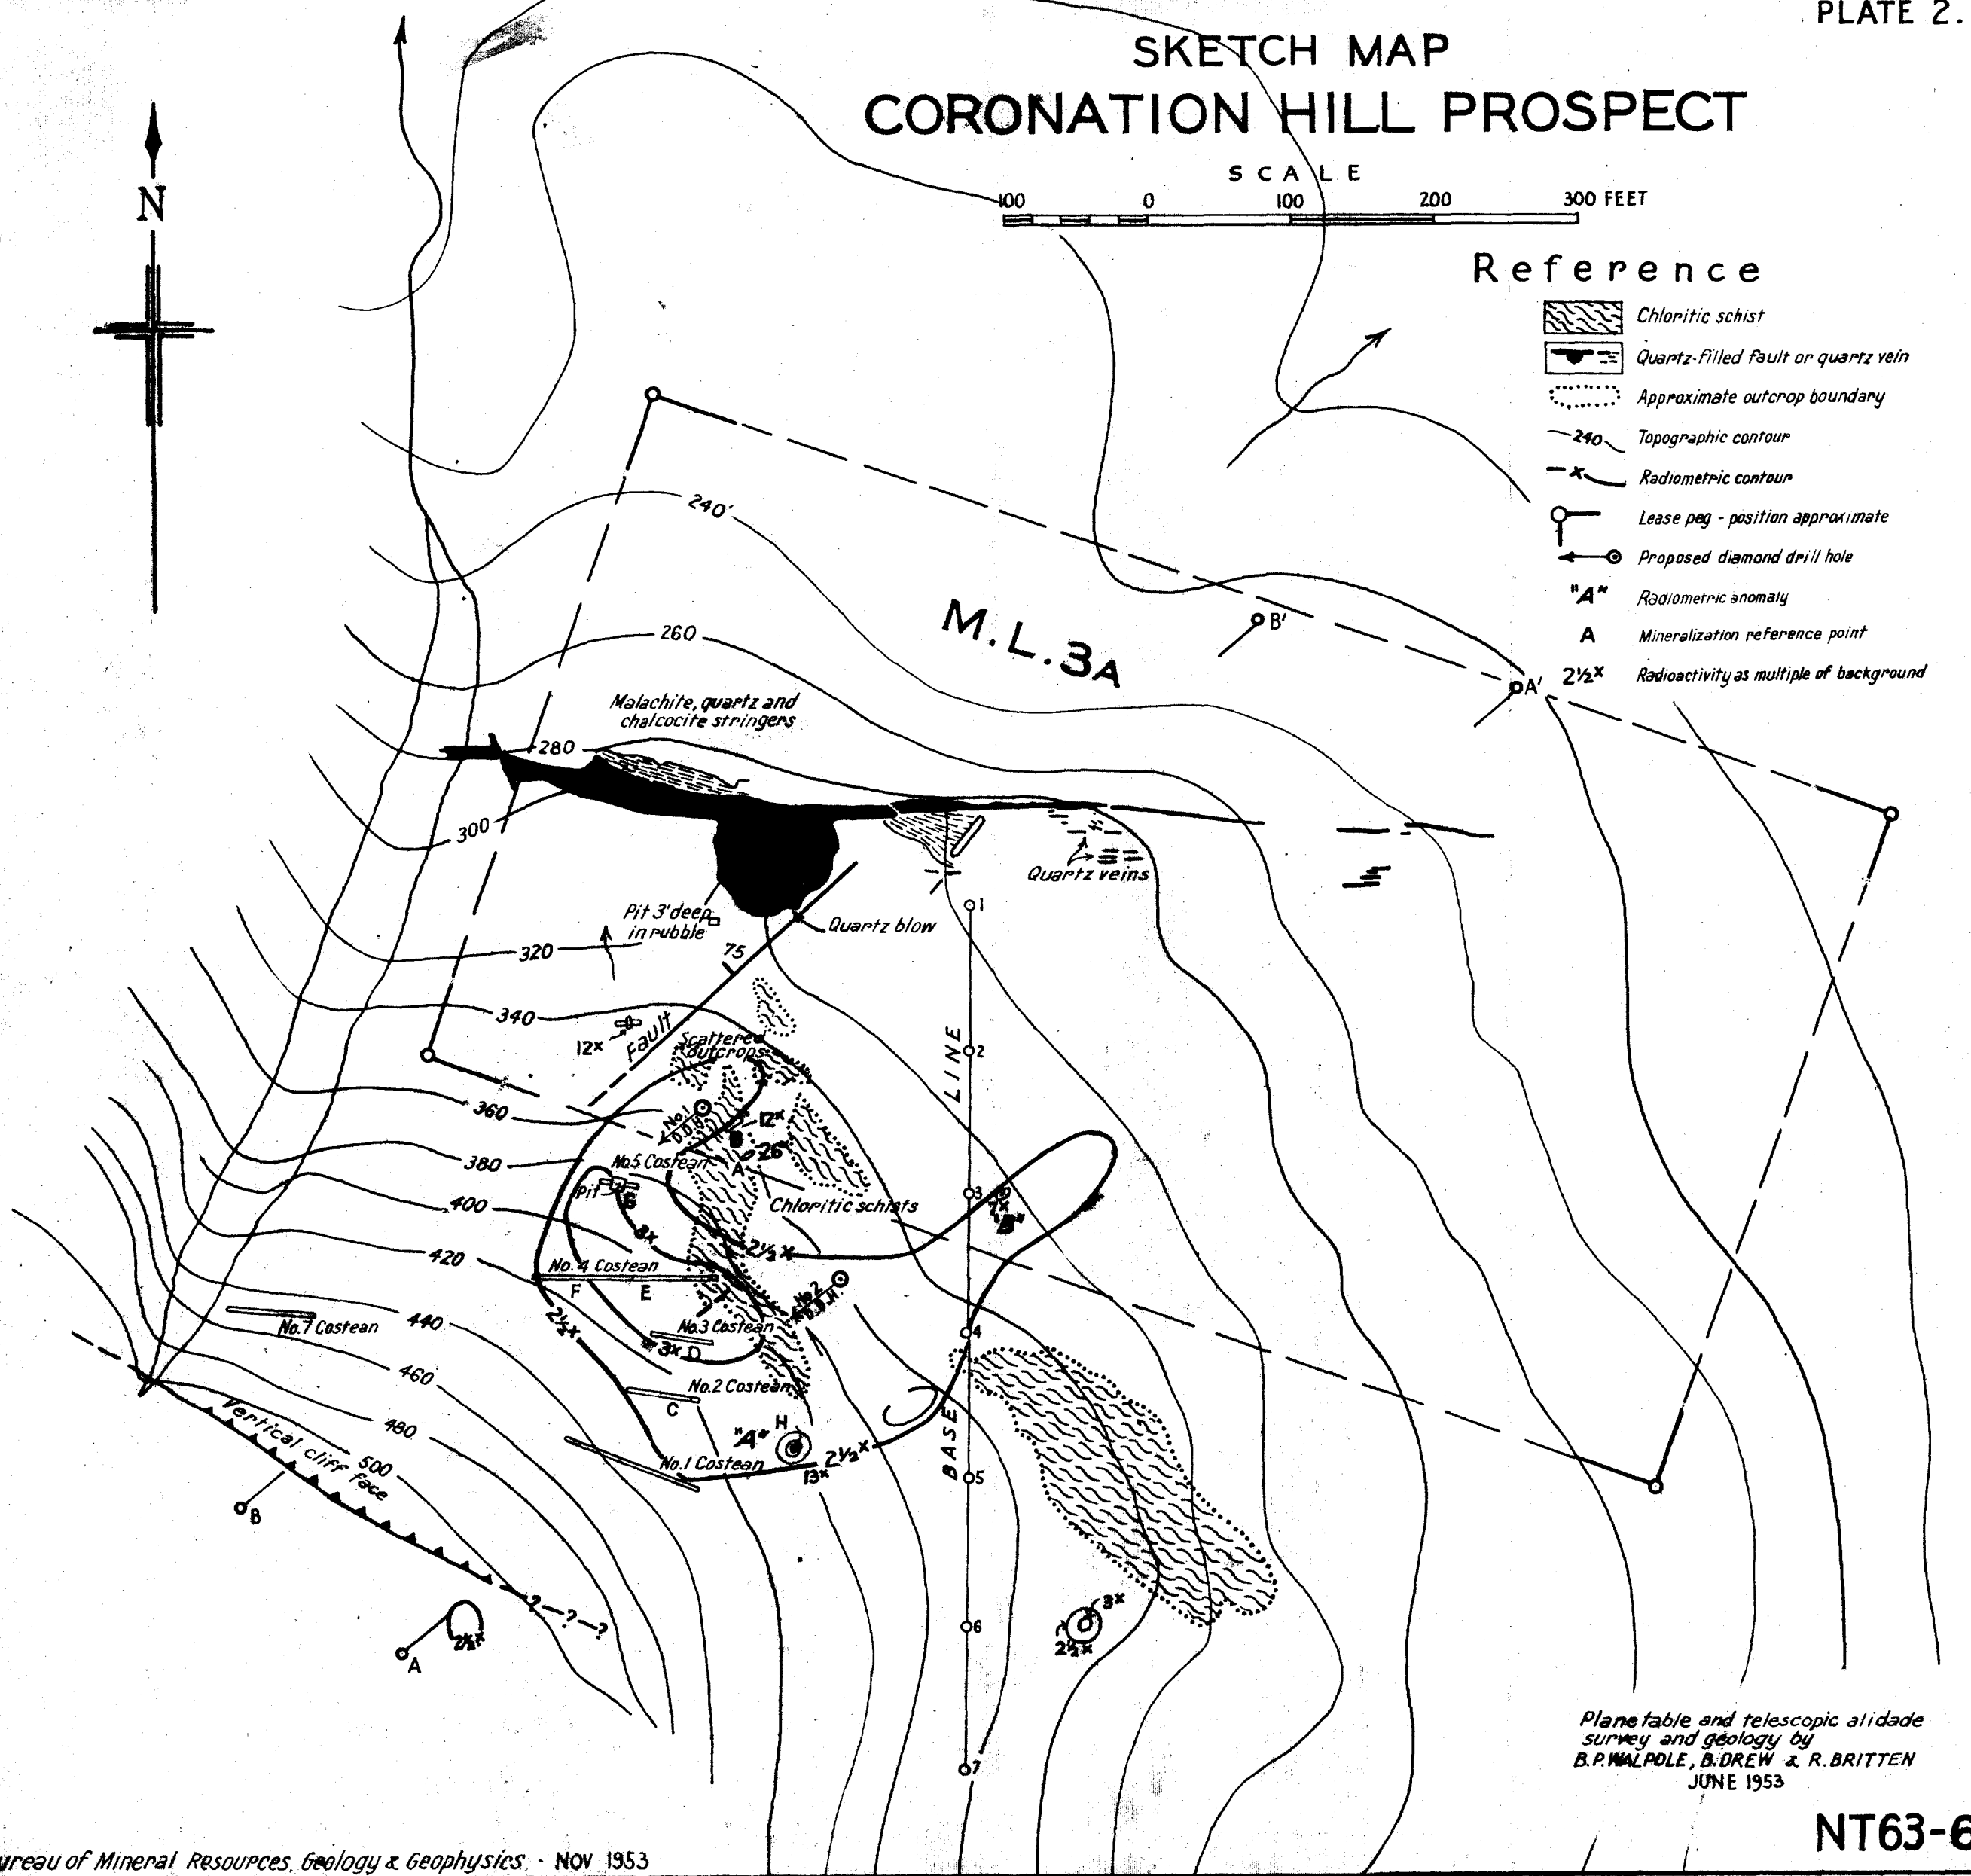 PLATE 2.
SKETCH MAP
CORONATION HILL PROSPECT
SCALE
100 0 100 200 300 FEET
N
Reference
Chloritic schist
Quartz-filled fault or quartz vein
Approximate outcrop boundary
240 Topographic contour
x Radiometric contour
Lease peg - position approximate
Proposed diamond drill hole
"A" Radiometric anomaly
A Mineralization reference point
2½x Radioactivity as multiple of background
240'
260
M.L.3A
B'
A'
Malachite, quartz and
chalcocite stringers
280
300
Quartz veins
Pit 3' deep
in rubble
Quartz blow
1
320
75
340
12x
Fault
Scattered
outcrops
LINE
2
360
No.1
D.D.H.
12x
B
26x
A
380
No.5 Costean
Pit
G
400
Chloritic schists
3
7x
"B"
3x
2½x
420
No.4 Costean
F E
No.2
D.D.H.
2½x
440
No.7 Costean
No.3 Costean
4
3x D
460
No.2 Costean
C
480
"A"
H
BASE
2½x
Vertical cliff face
500
No.1 Costean
13x
5
B
3x
? ? ?
2½x
6
2½x
A
7
Plane table and telescopic alidade
survey and geology by
B.P. WALPOLE, B. DREW & R. BRITTEN
JUNE 1953
NT63-6
ureau of Mineral Resources, Geology & Geophysics. - NOV 1953